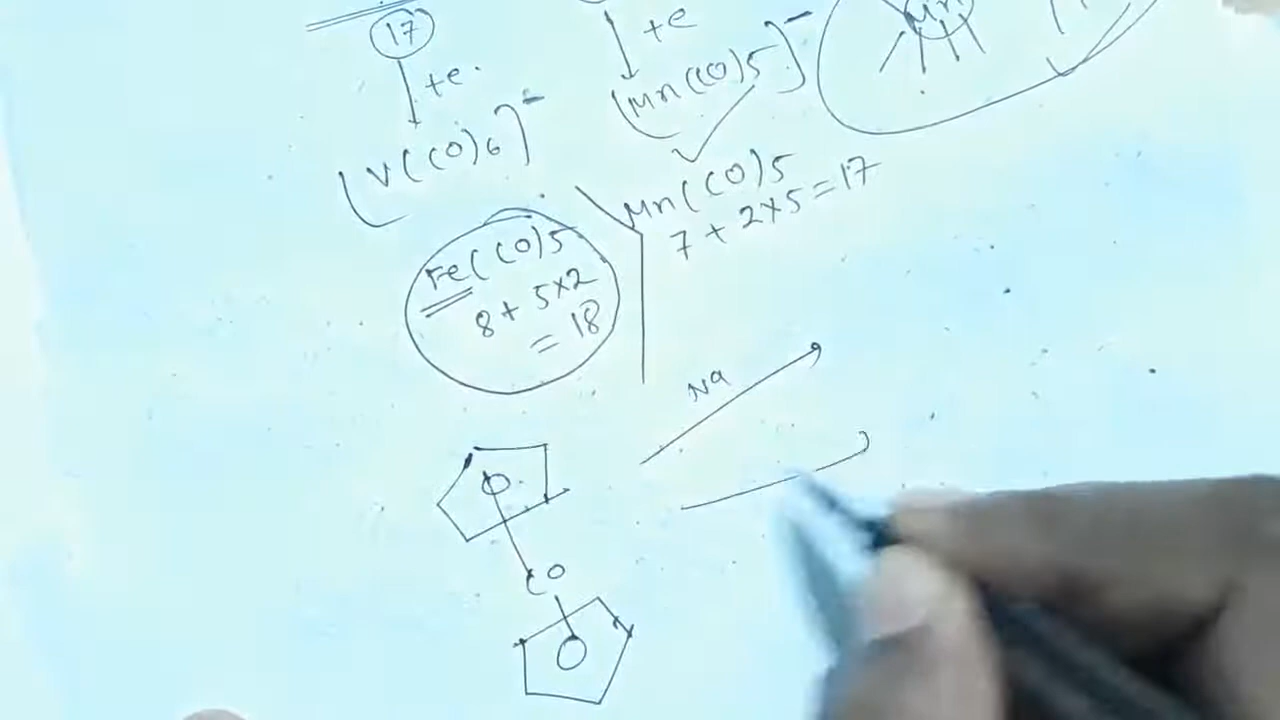 17
+e
+e.
[Mn(CO)5]-
[V(CO)6]-
Mn
Mn(CO)5
7+2×5=17
Fe(CO)5
8+5×2
=18
Na
Co